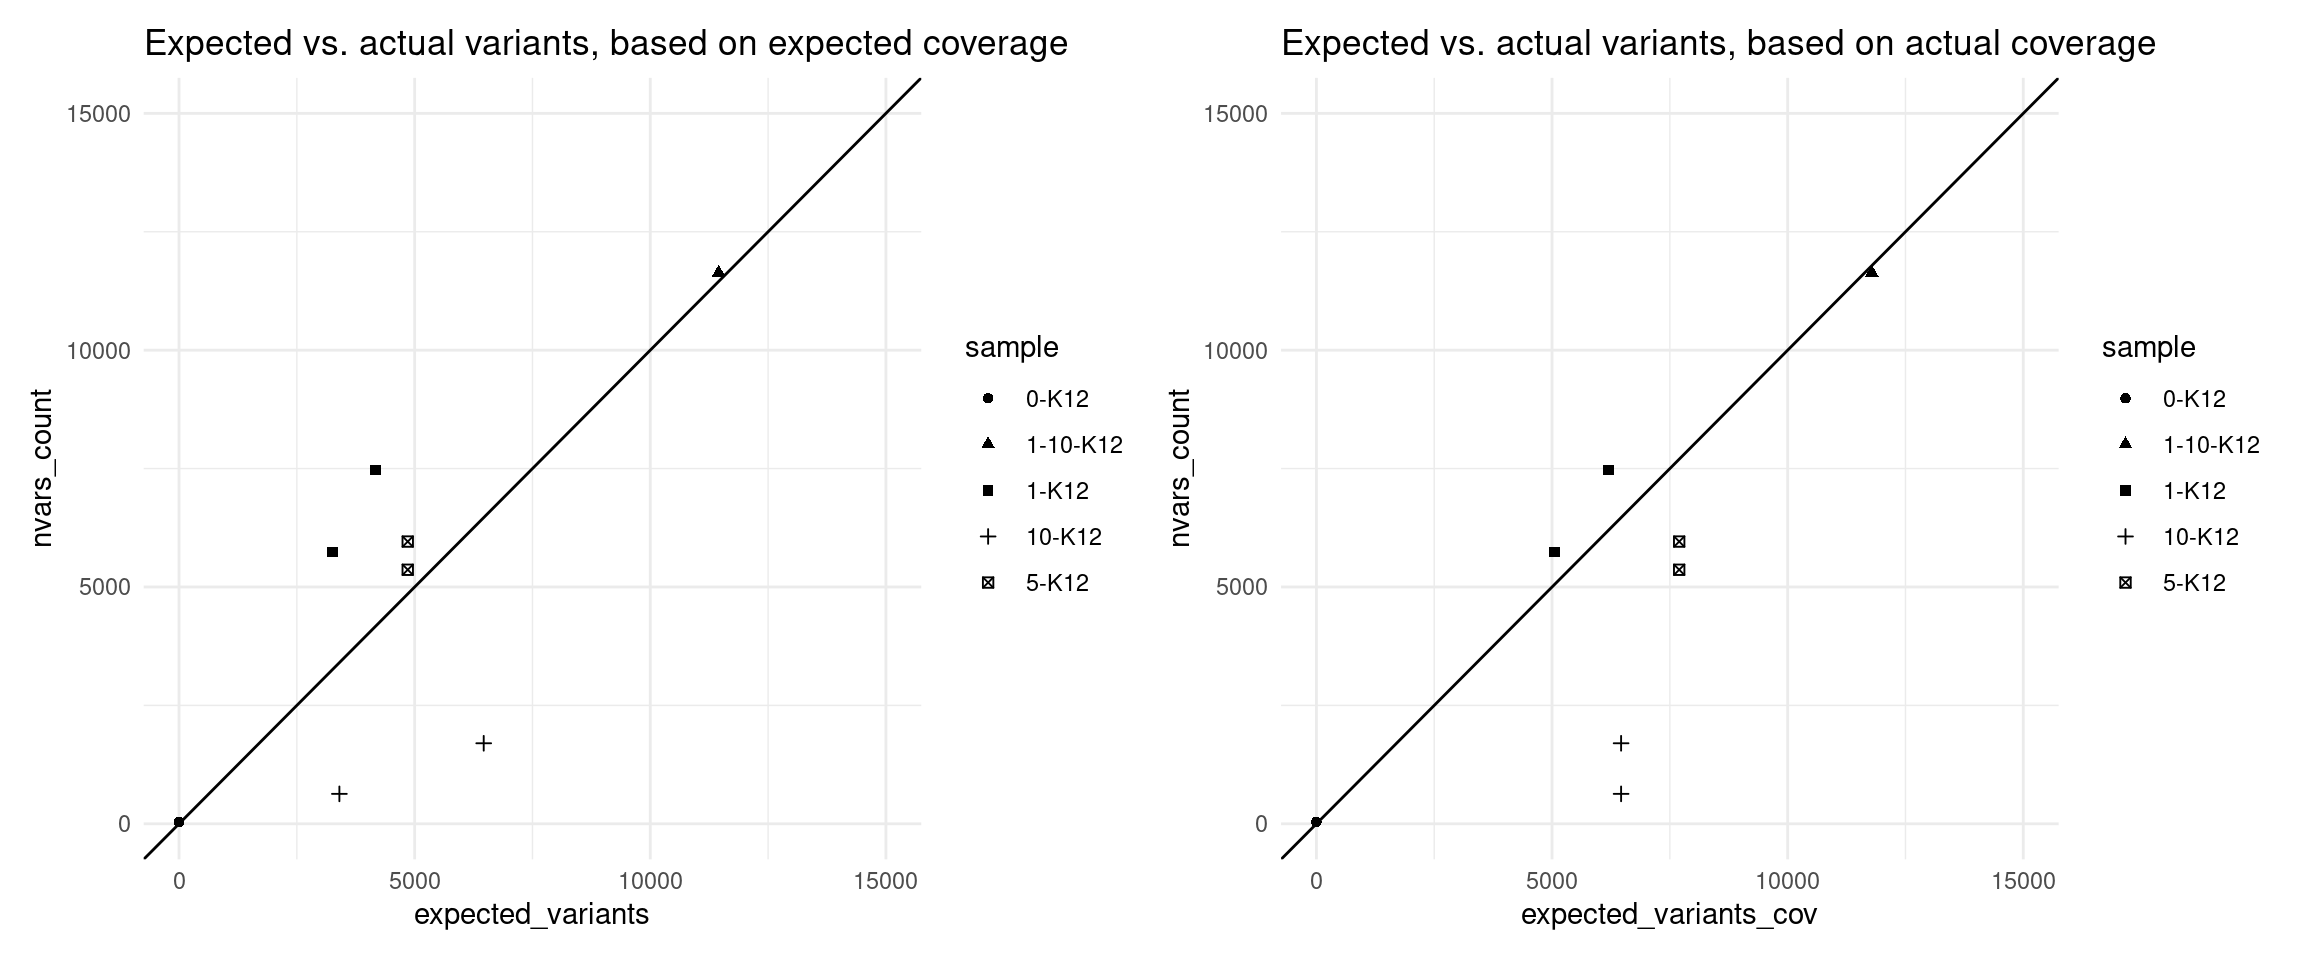 Expected vs. actual variants, based on expected coverage
15000
10000
5000
0
nvars_count
0
5000
10000
15000
expected_variants
sample
0-K12
1-10-K12
1-K12
10-K12
5-K12
Expected vs. actual variants, based on actual coverage
15000
10000
5000
0
nvars_count
0
5000
10000
15000
expected_variants_cov
sample
0-K12
1-10-K12
1-K12
10-K12
5-K12